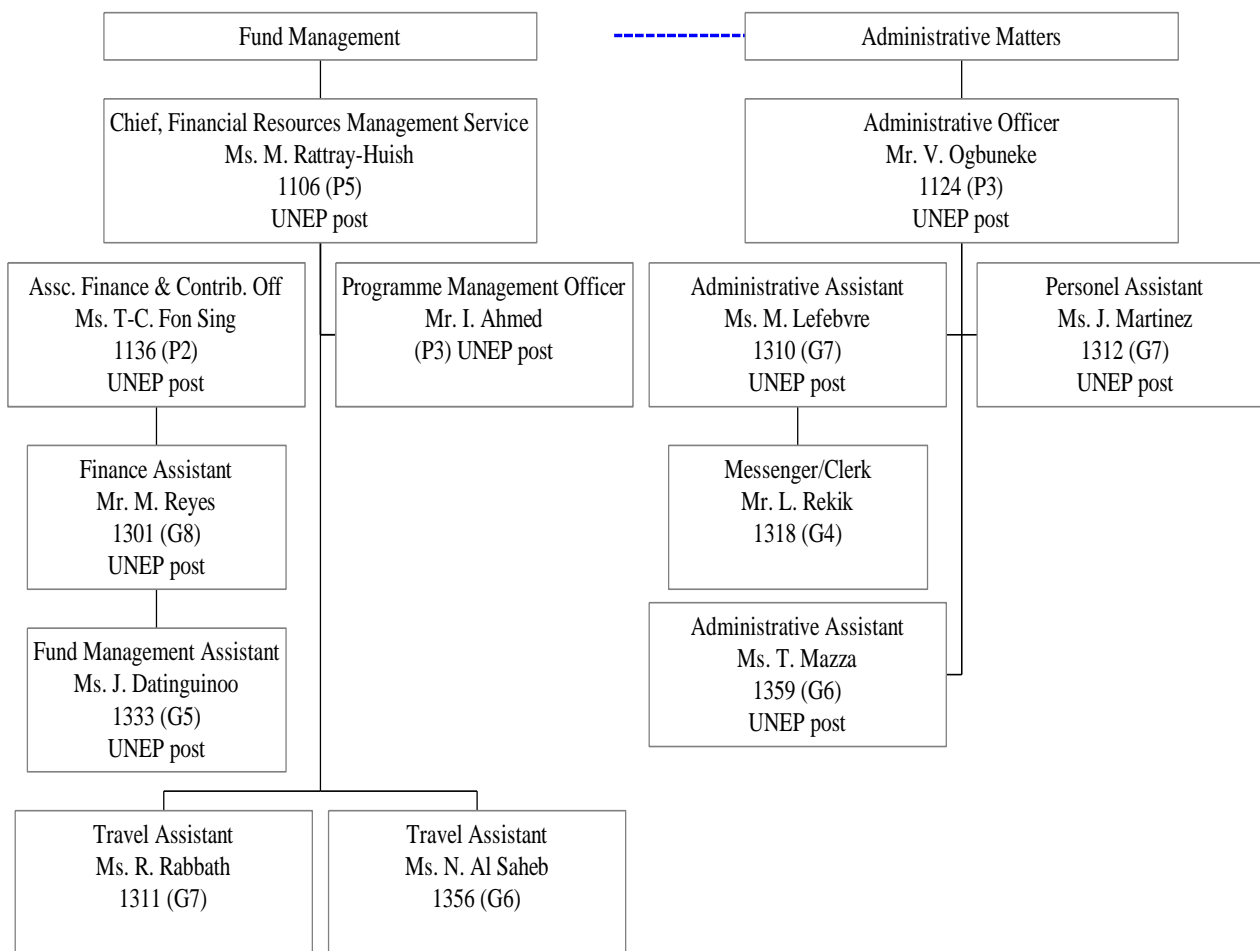 Fund Management
Chief, Financial Resources Management Service
Ms. M. Rattray-Huish
1106 (P5)
UNEP post
Assc. Finance & Contrib. Off
Ms. T-C. Fon Sing
1136 (P2)
UNEP post
Programme Management Officer
Mr. I. Ahmed
(P3) UNEP post
Finance Assistant
Mr. M. Reyes
1301 (G8)
UNEP post
Fund Management Assistant
Ms. J. Datinguinoo
1333 (G5)
UNEP post
Travel Assistant
Ms. R. Rabbath
1311 (G7)
Travel Assistant
Ms. N. Al Saheb
1356 (G6)
Administrative Matters
Administrative Officer
Mr. V. Ogbuneke
1124 (P3)
UNEP post
Administrative Assistant
Ms. M. Lefebvre
1310 (G7)
UNEP post
Personel Assistant
Ms. J. Martinez
1312 (G7)
UNEP post
Messenger/Clerk
Mr. L. Rekik
1318 (G4)
Administrative Assistant
Ms. T. Mazza
1359 (G6)
UNEP post